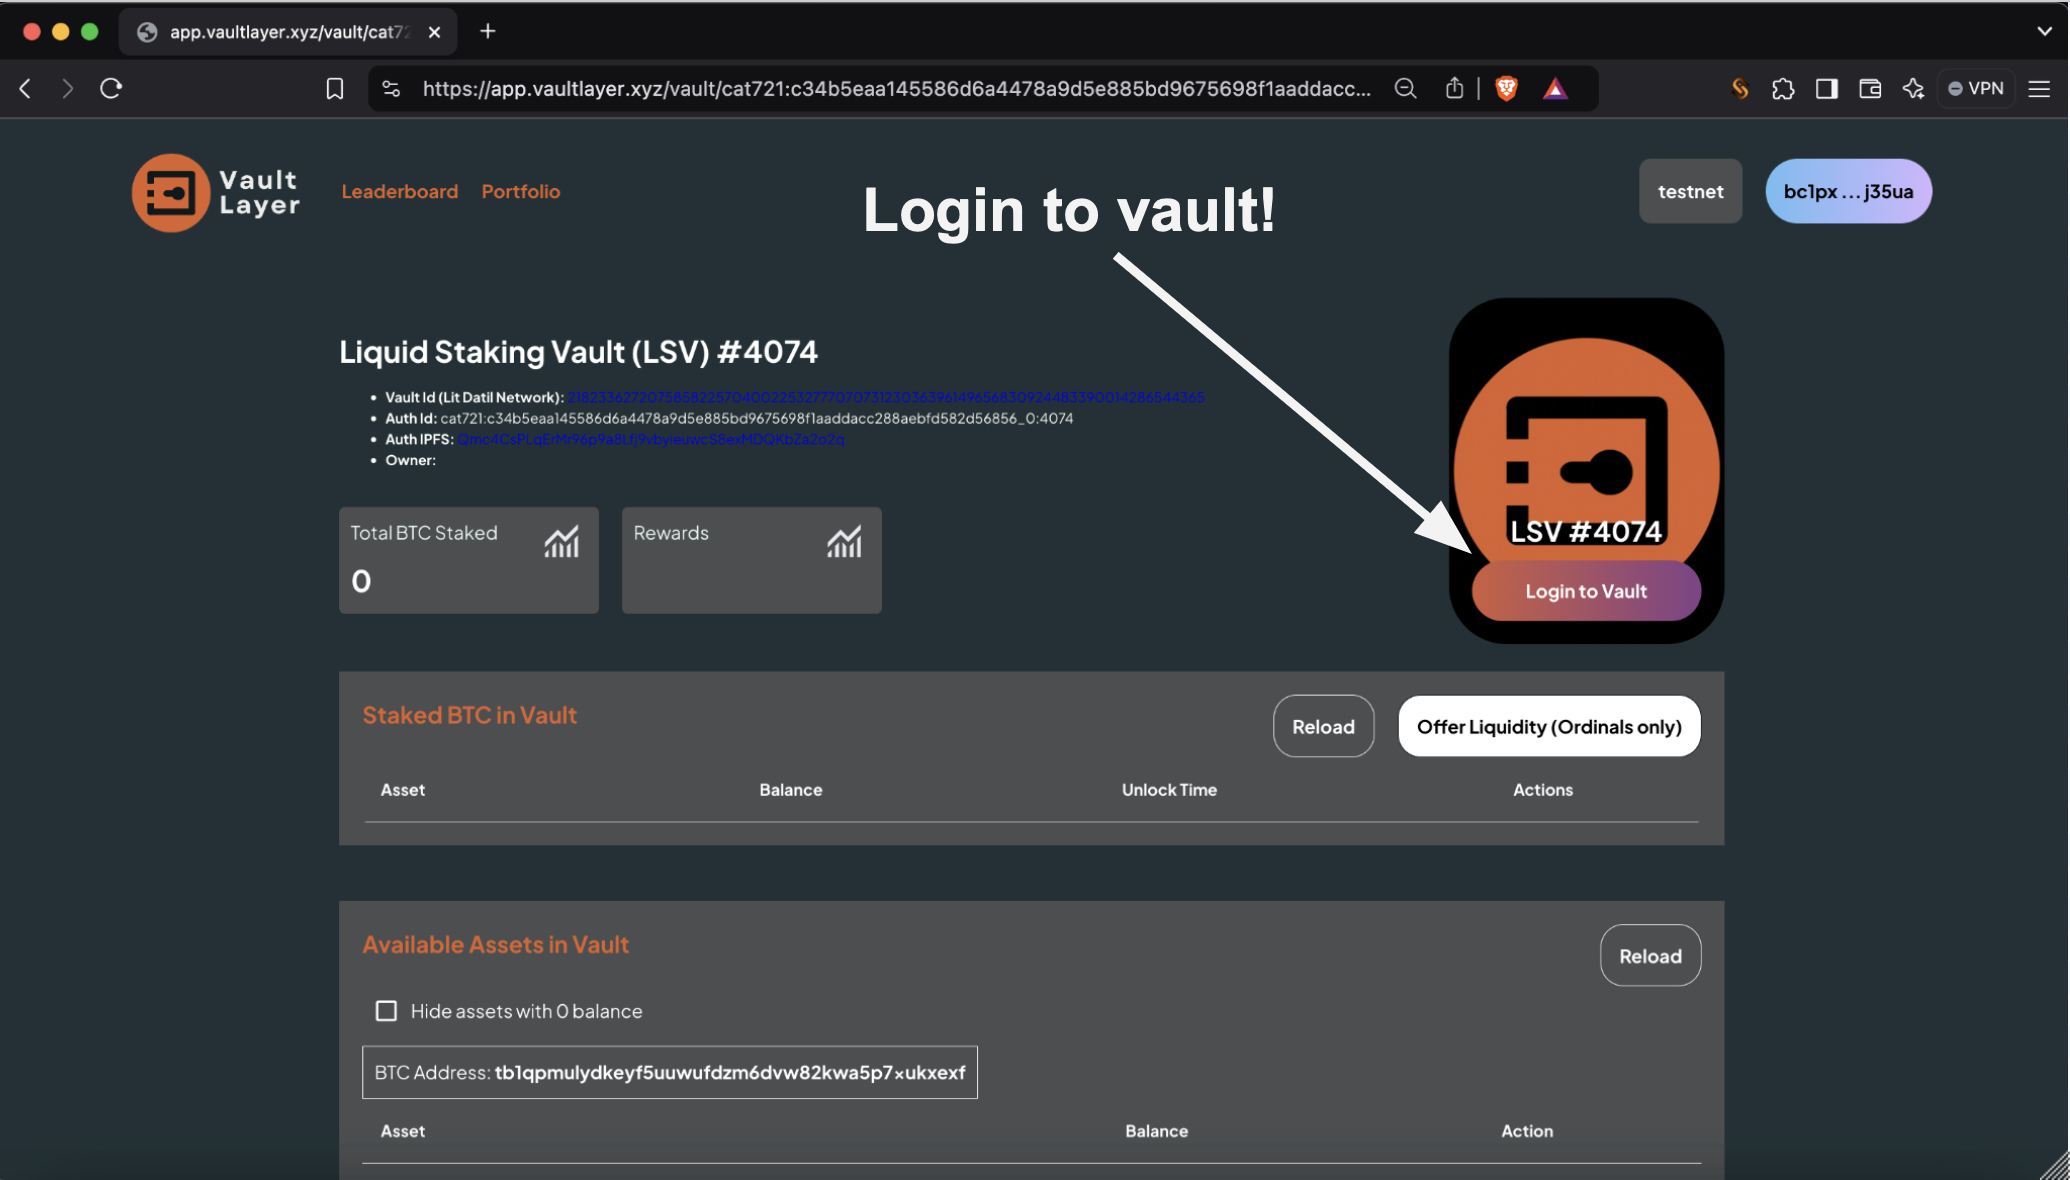 app.vaultlayer.xyz/vault/cat72
https://app.vaultlayer.xyz/vault/cat721:c34b5eaa145586d6a4478a9d5e885bd9675698f1aaddacc...
VPN
Vault
Layer
Leaderboard
Portfolio
Login to vault!
testnet
bc1px ... j35ua
Liquid Staking Vault (LSV) #4074
Vault Id (Lit Datil Network):
Auth Id: cat721:c34b5eaa145586d6a4478a9d5e885bd9675698f1aaddacc288aebfd582d56856_0:4074
Auth IPFS:
Owner:
Total BTC Staked
0
Rewards
LSV #4074
Login to Vault
Staked BTC in Vault
Reload
Offer Liquidity (Ordinals only)
Asset
Balance
Unlock Time
Actions
Available Assets in Vault
Reload
Hide assets with 0 balance
BTC Address: tb1qpmulydkeyf5uuwufdzm6dvw82kwa5p7xukxexf
Asset
Balance
Action